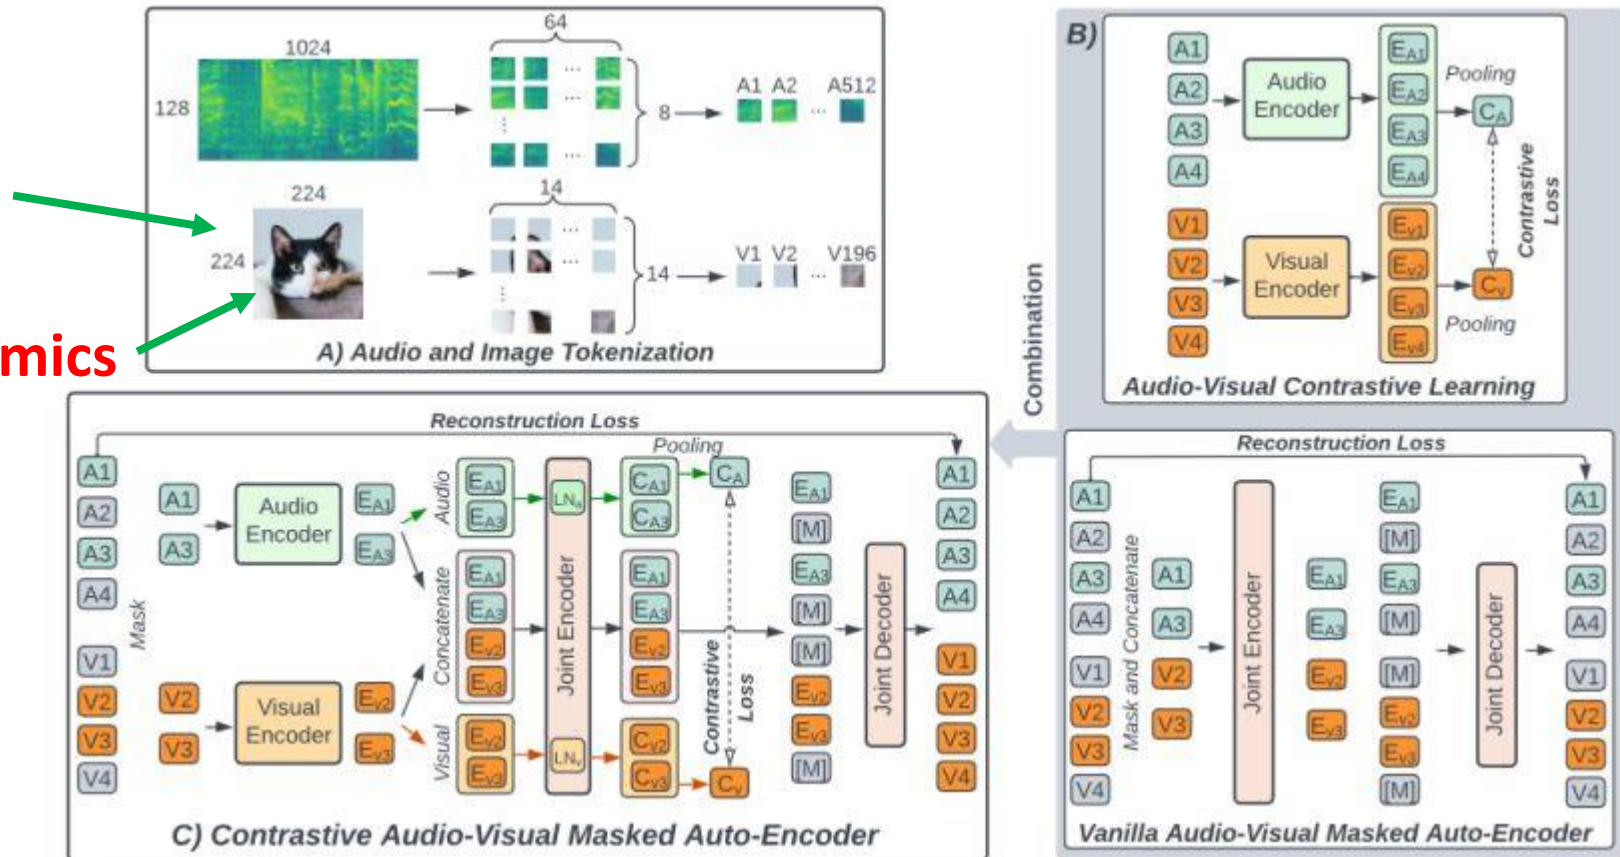 1024
128
64
...
...
...
8
A1 A2 ... A512
224
224
14
...
...
...
14
V1 V2 ... V196
A) Audio and Image Tokenization
mics
B)
A1
A2
A3
A4
Audio
Encoder
EA1
EA2
EA3
EA4
Pooling
CA
Contrastive
Loss
V1
V2
V3
V4
Visual
Encoder
Ev1
Ev2
Ev3
Ev4
Cv
Pooling
Audio-Visual Contrastive Learning
Combination
Reconstruction Loss
A1
A2
A3
A4
V1
V2
V3
V4
Mask
A1
A3
Audio
Encoder
EA1
EA3
V2
V3
Visual
Encoder
Ev2
Ev3
Audio
EA1
EA3
Concatenate
EA1
EA3
Ev2
Ev3
Visual
Ev2
Ev3
LNa
Joint Encoder
LNv
Pooling
CA1
CA3
EA1
EA3
Ev2
Ev3
Cv2
Cv3
CA
Contrastive
Loss
Cv
EA1
[M]
EA3
[M]
[M]
Ev2
Ev3
[M]
Joint Decoder
A1
A2
A3
A4
V1
V2
V3
V4
C) Contrastive Audio-Visual Masked Auto-Encoder
Reconstruction Loss
A1
A2
A3
A4
V1
V2
V3
V4
Mask and Concatenate
A1
A3
V2
V3
Joint Encoder
EA1
EA3
Ev2
Ev3
EA1
[M]
EA3
[M]
[M]
Ev2
Ev3
[M]
Joint Decoder
A1
A2
A3
A4
V1
V2
V3
V4
Vanilla Audio-Visual Masked Auto-Encoder